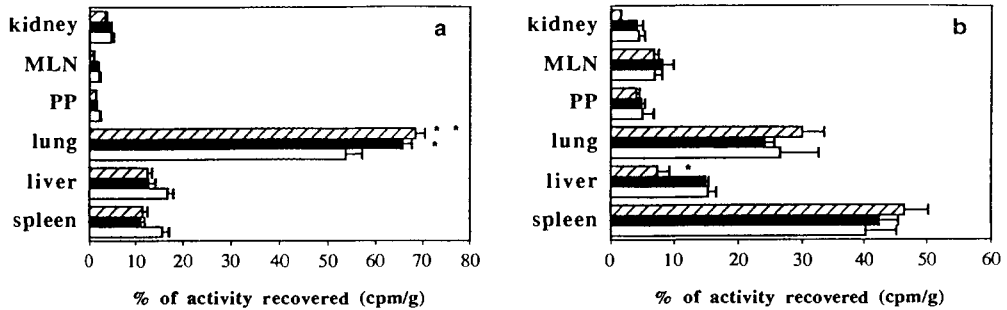 a
kidney
MLN
PP
lung
* *
*
liver
spleen
0 10 20 30 40 50 60 70 80
% of activity recovered (cpm/g)
b
kidney
MLN
PP
lung
liver
*
spleen
0 10 20 30 40 50 60
% of activity recovered (cpm/g)